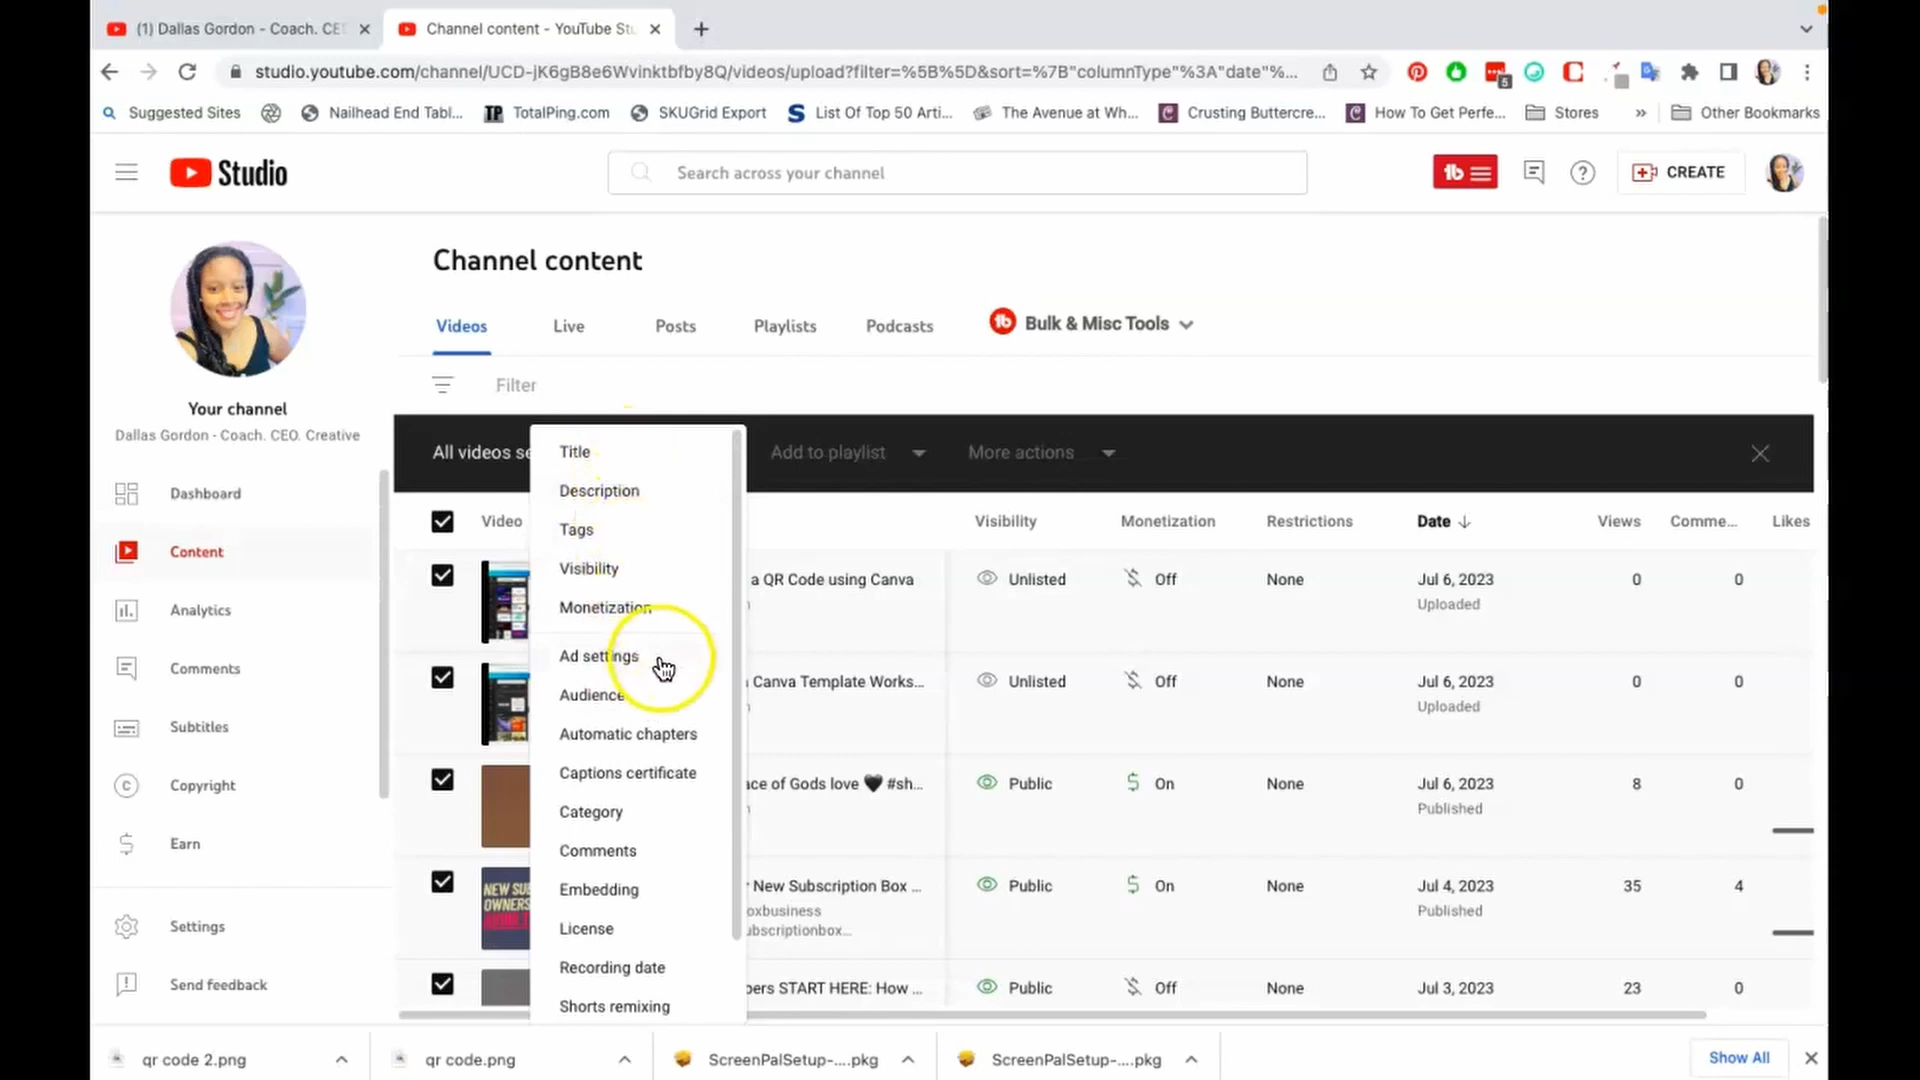 (1) Dallas Gordon - Coach. CE
Channel content - YouTube Stu
studio.youtube.com/channel/UCD-jK6gB8e6Wvinktbfby8Q/videos/upload?filter=%5B%5D&sort=%7B"columnType"%3A"date"%...
5
Suggested Sites
Nailhead End Tabl...
TP
TotalPing.com
SKUGrid Export
S
List Of Top 50 Arti...
The Avenue at Wh...
Crusting Buttercre...
How To Get Perfe...
Stores
»
Other Bookmarks
Studio
Search across your channel
tb
CREATE
Channel content
Videos
Live
Posts
Playlists
Podcasts
tb
Bulk & Misc Tools
Filter
Your channel
Dallas Gordon - Coach. CEO. Creative
Dashboard
Content
Analytics
Comments
Subtitles
Copyright
Earn
Settings
Send feedback
All videos se
Add to playlist
More actions
Title
Description
Tags
Visibility
Monetization
Ad settings
Audience
Automatic chapters
Captions certificate
Category
Comments
Embedding
License
Recording date
Shorts remixing
Video
Visibility
Monetization
Restrictions
Date
Views
Comme...
Likes
a QR Code using Canva
Unlisted
Off
None
Jul 6, 2023
Uploaded
0
0
Canva Template Works...
Unlisted
Off
None
Jul 6, 2023
Uploaded
0
0
ce of Gods love 🖤 #sh...
Public
On
None
Jul 6, 2023
Published
8
0
NEW SU
OWNERS
New Subscription Box ...
oxbusiness
ubscriptionbox...
Public
On
None
Jul 4, 2023
Published
35
4
bers START HERE: How ...
Public
Off
None
Jul 3, 2023
23
0
qr code 2.png
qr code.png
ScreenPalSetup-....pkg
ScreenPalSetup-....pkg
Show All